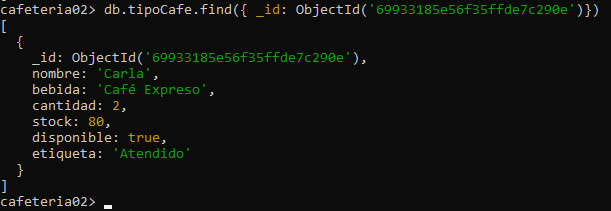 cafeteria02> db.tipoCafe.find({ _id: ObjectId('69933185e56f35ffde7c290e')})
[
  {
    _id: ObjectId('69933185e56f35ffde7c290e'),
    nombre: 'Carla',
    bebida: 'Café Expreso',
    cantidad: 2,
    stock: 80,
    disponible: true,
    etiqueta: 'Atendido'
  }
]
cafeteria02>